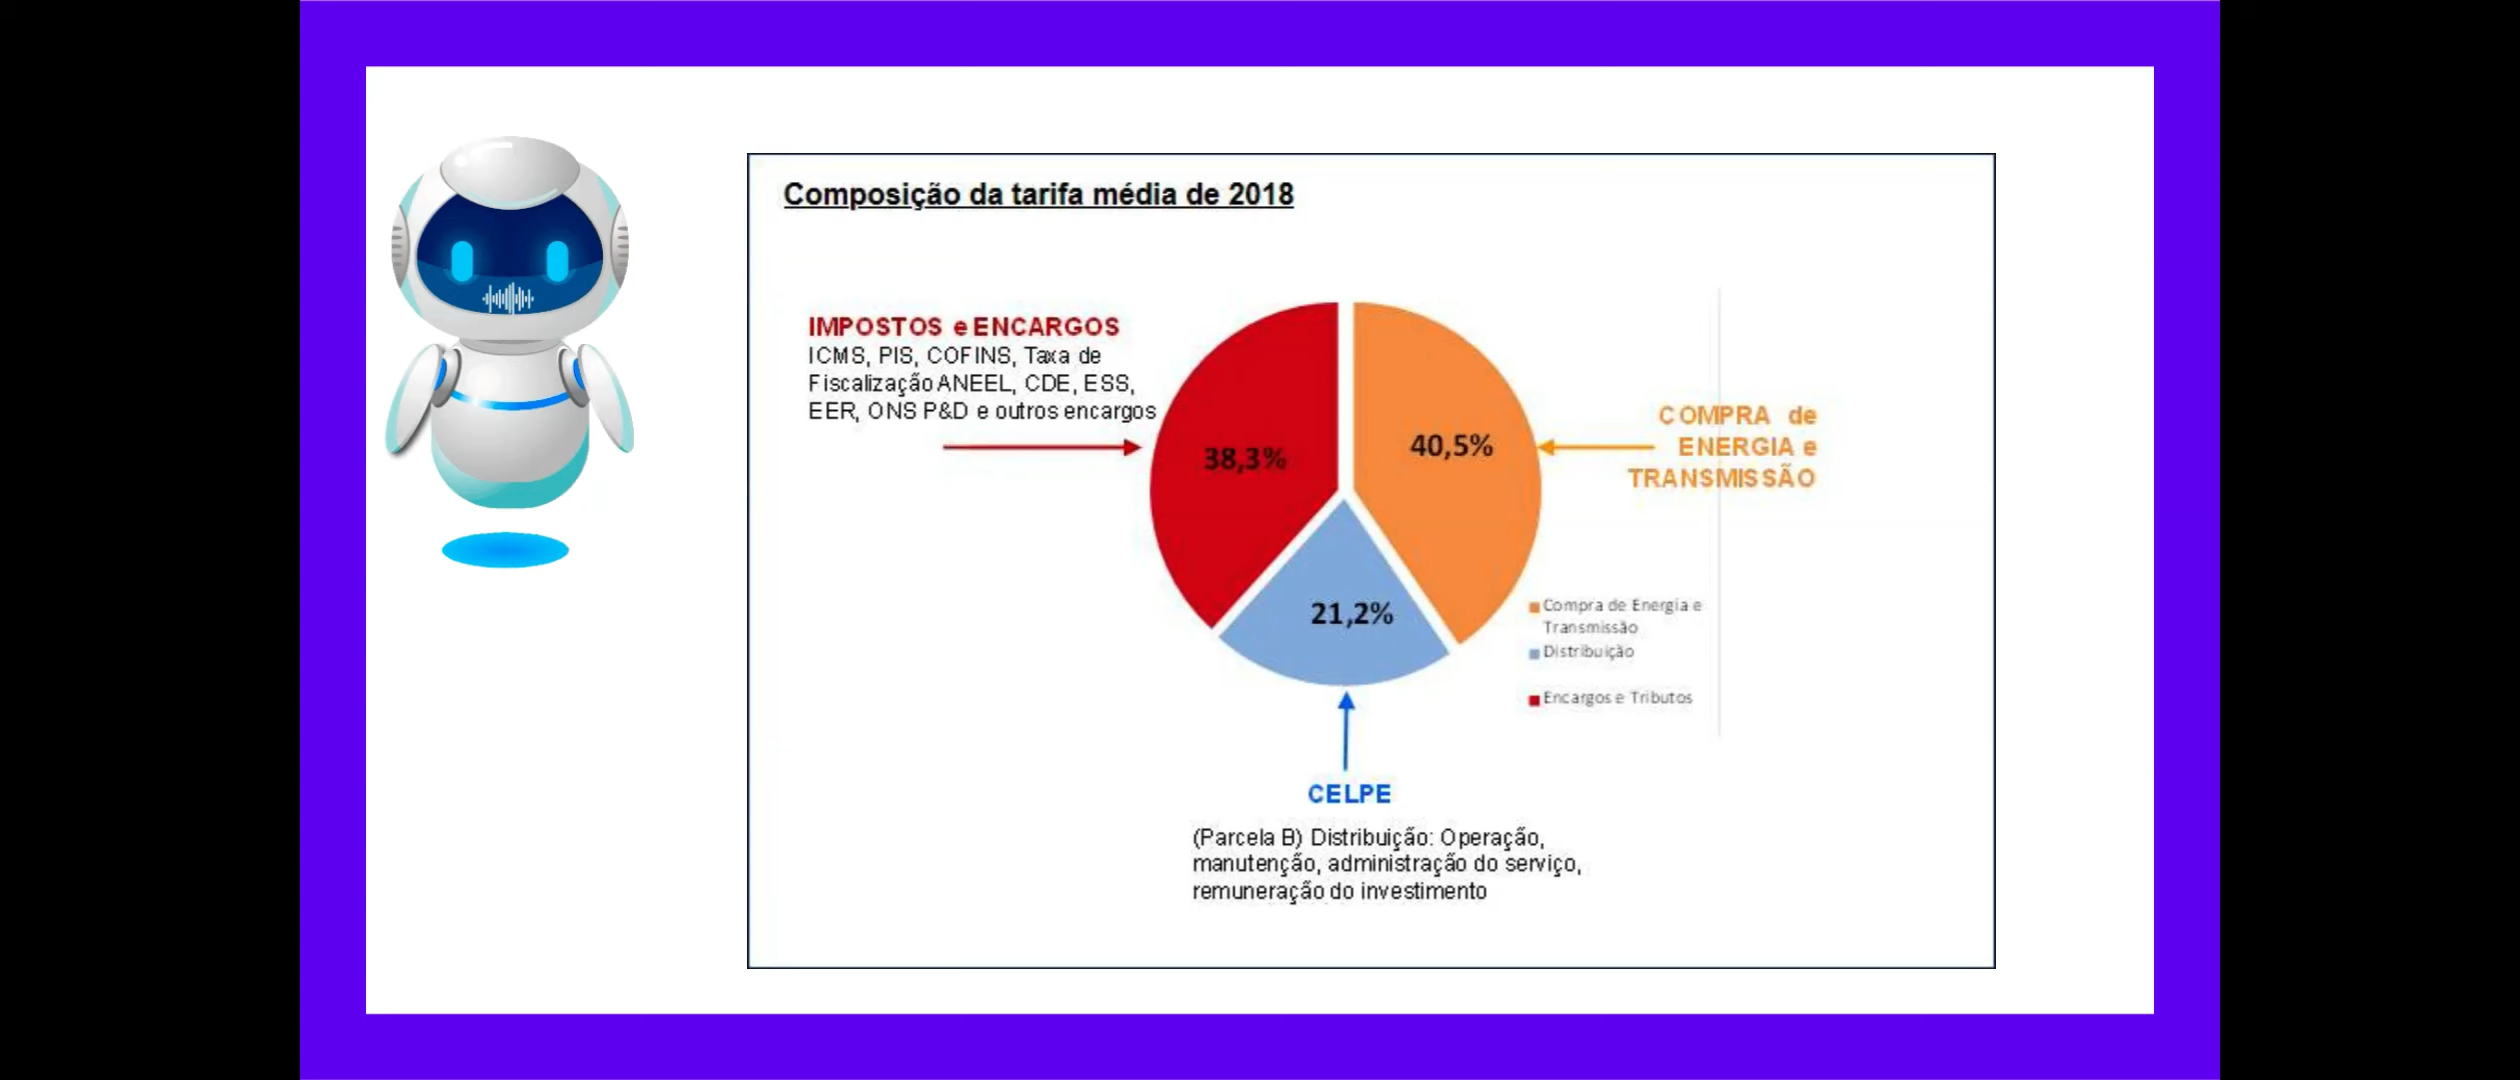 Composição da tarifa média de 2018
IMPOSTOS e ENCARGOS
ICMS, PIS, COFINS, Taxa de
Fiscalização ANEEL, CDE, ESS,
EER, ONS P&D e outros encargos
38,3%
40,5%
COMPRA de
ENERGIA e
TRANSMISSÃO
21,2%
Compra de Energia e
Transmissão
Distribuição
Encargos e Tributos
CELPE
(Parcela B) Distribuição: Operação,
manutenção, administração do serviço,
remuneração do investimento